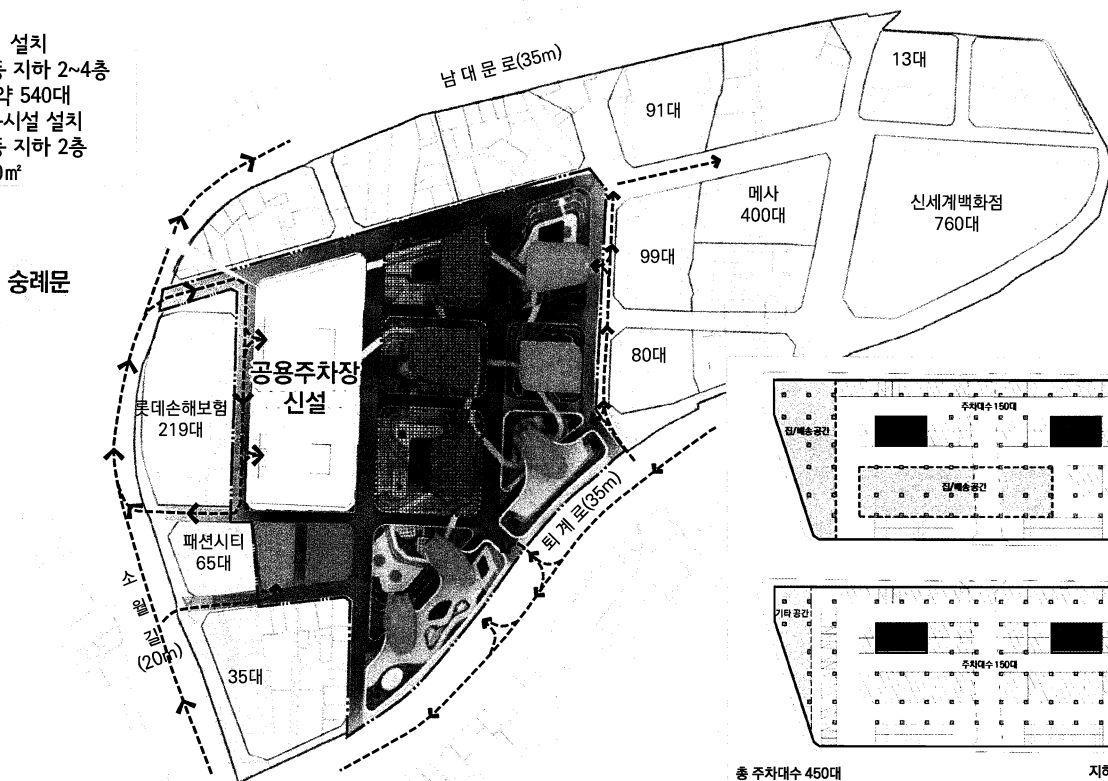 설치
지하 2~4층
약 540대
시설 설치
지하 2층
남대문로(35m)
13대
91대
메사
400대
신세계백화점
760대
99대
숭례문
80대
공용주차장
신설
롯데손해보험
219대
패션시티
65대
퇴계로(35m)
소월길
(20m)
35대
주차대수 150대
집/배송공간
집/배송공간
기타 공간
주차대수 150대
총 주차대수 450대